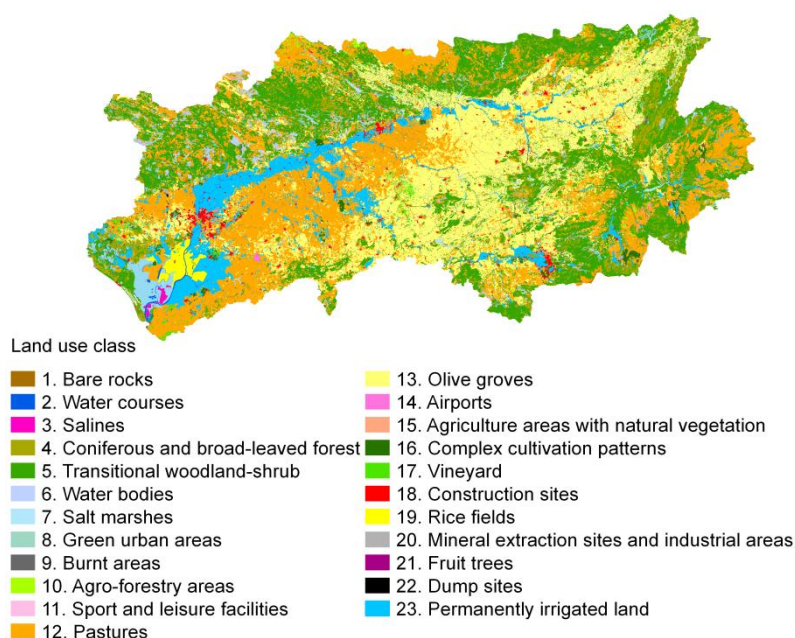 Land use class
1. Bare rocks
2. Water courses
3. Salines
4. Coniferous and broad-leaved forest
5. Transitional woodland-shrub
6. Water bodies
7. Salt marshes
8. Green urban areas
9. Burnt areas
10. Agro-forestry areas
11. Sport and leisure facilities
12. Pastures
13. Olive groves
14. Airports
15. Agriculture areas with natural vegetation
16. Complex cultivation patterns
17. Vineyard
18. Construction sites
19. Rice fields
20. Mineral extraction sites and industrial areas
21. Fruit trees
22. Dump sites
23. Permanently irrigated land